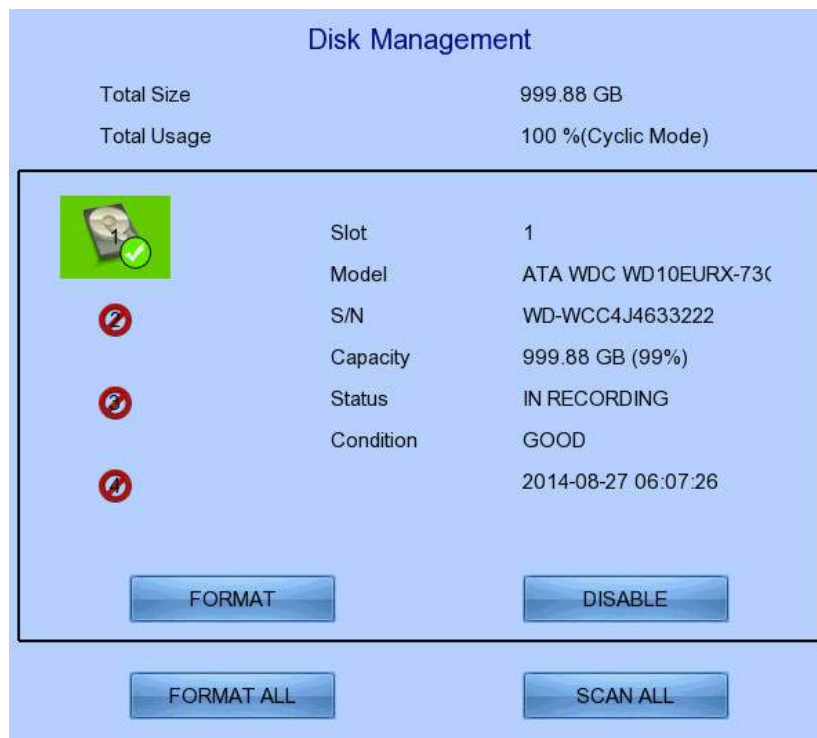 Disk Management
Total Size 999.88 GB
Total Usage 100 %(Cyclic Mode)
1
Slot 1
Model ATA WDC WD10EURX-73
2
S/N WD-WCC4J4633222
Capacity 999.88 GB (99%)
3
Status IN RECORDING
Condition GOOD
4
2014-08-27 06:07:26
FORMAT DISABLE
FORMAT ALL SCAN ALL